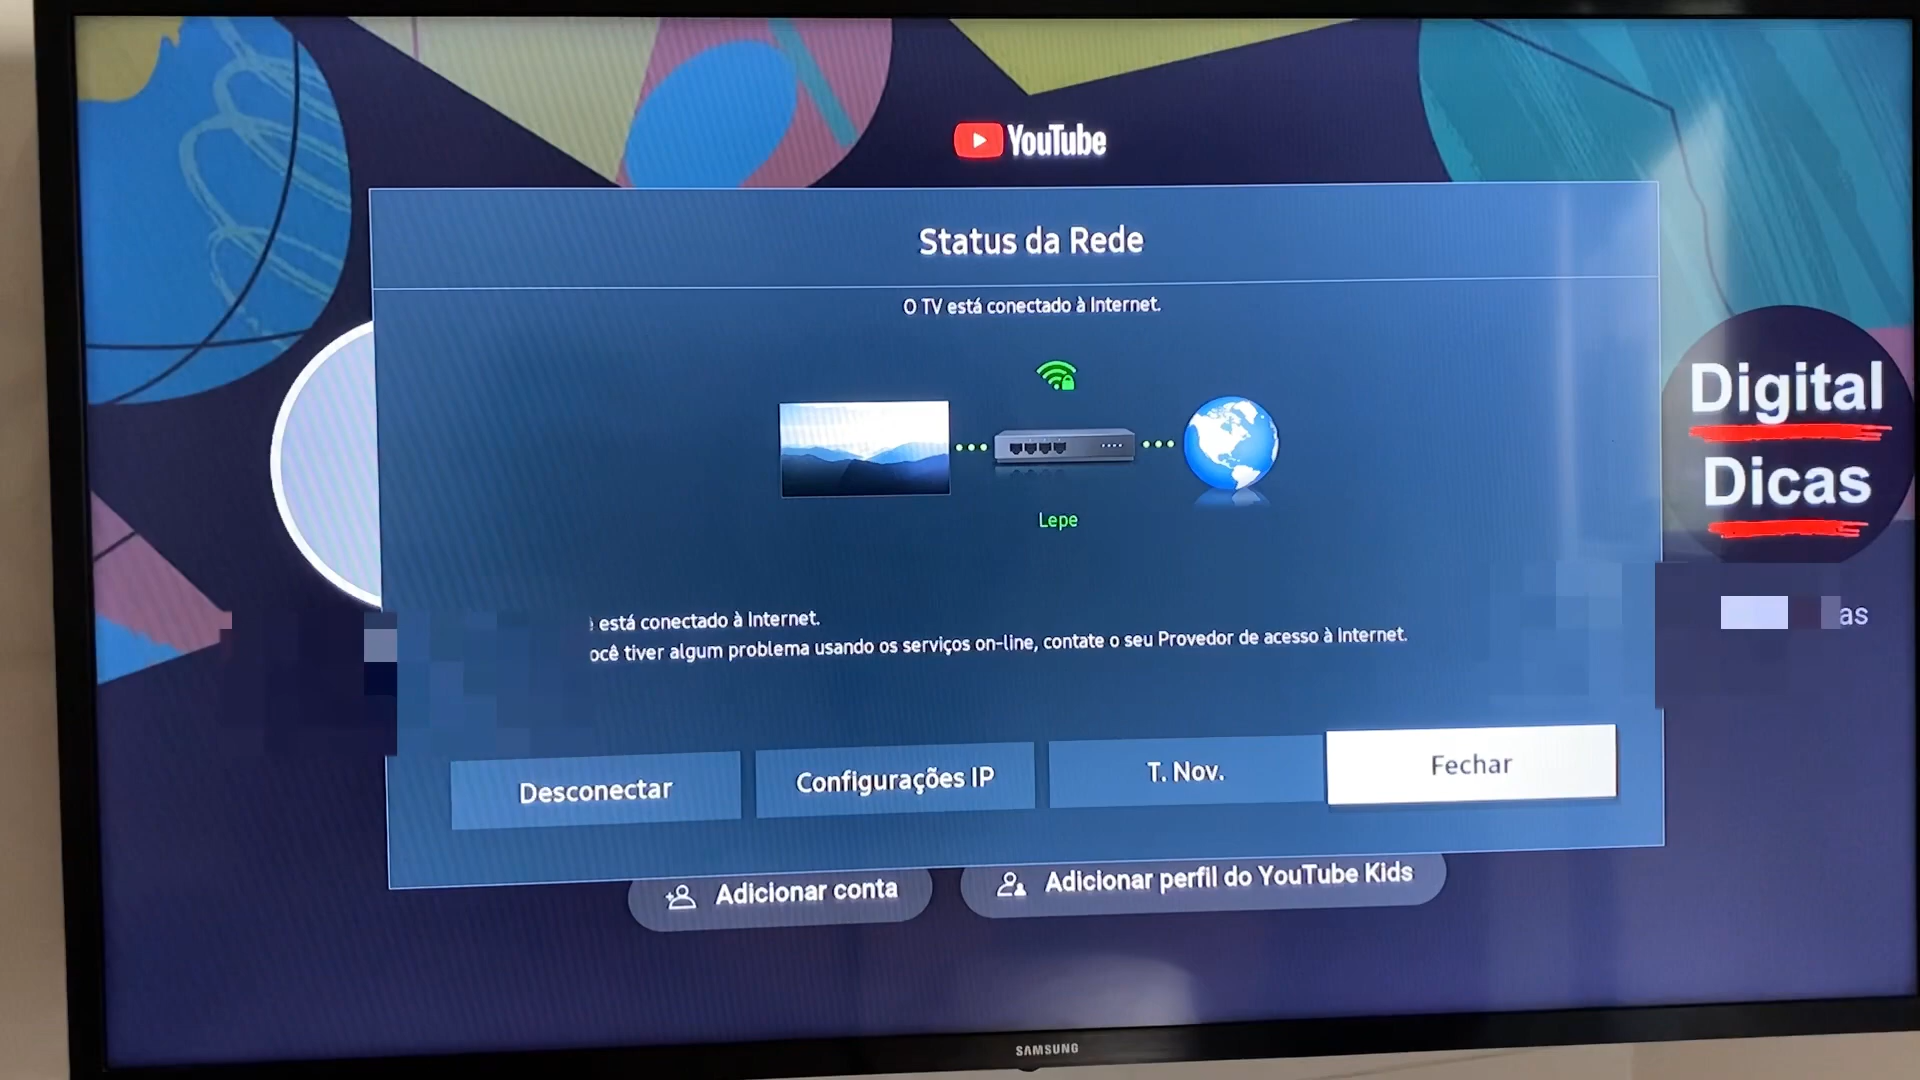 YouTube
Status da Rede
O TV está conectado à Internet.
Digital
Dicas
Lepe
está conectado à Internet.
ocê tiver algum problema usando os serviços on-line, contate o seu Provedor de acesso à Internet.
as
Desconectar
Configurações IP
T. Nov.
Fechar
Adicionar conta
Adicionar perfil do YouTube Kids
SAMSUNG